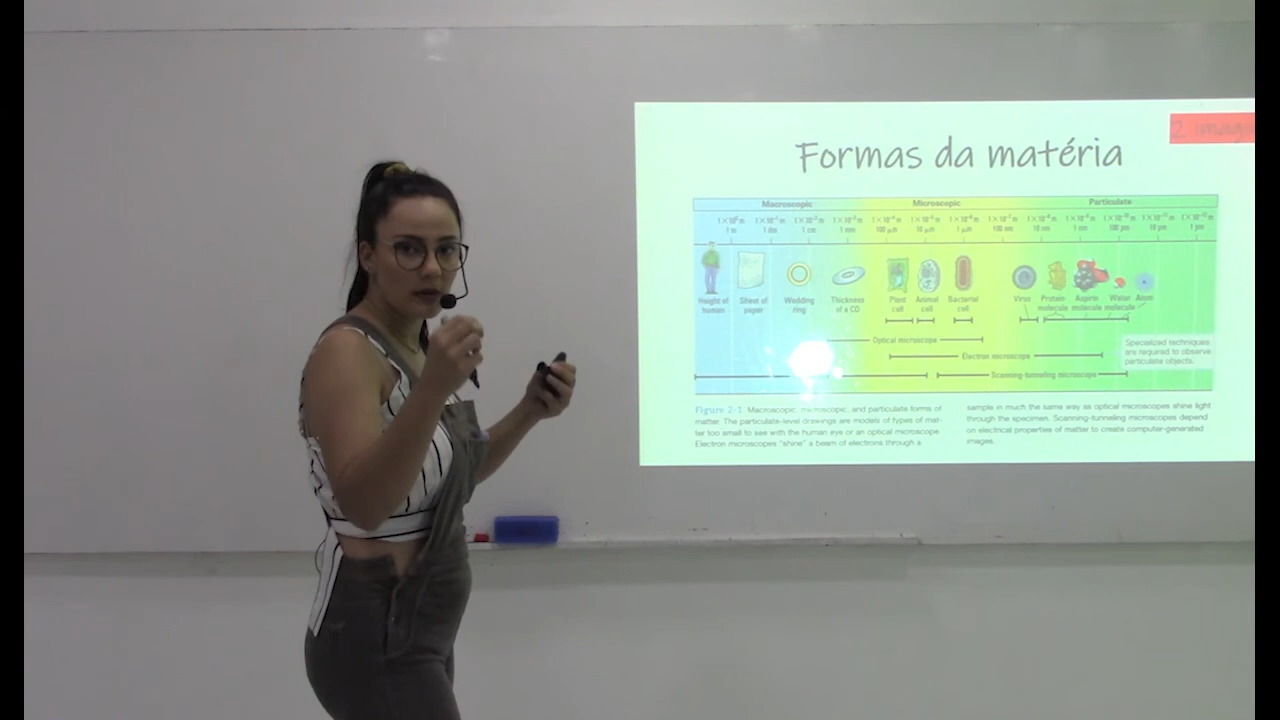 2 imag
Formas da matéria
Macroscopic Microscopic Particulate
1 m 1 dm 1 cm 1 mm 100 μm 10 μm 1 μm 100 nm 10 nm 1 nm 100 pm 10 pm 1 pm
Height of human
Sheet of paper
Wedding ring
Thickness of a CD
Plant cell
Animal cell
Bacterial cell
Virus
Protein molecule
Aspirin molecule
Water molecule
Atom
Optical microscope
Electron microscope
Scanning-tunneling microscope
Specialized techniques
are required to observe
particulate objects.
Figure 2-1 Macroscopic, microscopic, and particulate forms of
matter. The particulate-level drawings are models of types of mat-
ter too small to see with the human eye or an optical microscope.
Electron microscopes "shine" a beam of electrons through a
sample in much the same way as optical microscopes shine light
through the specimen. Scanning-tunneling microscopes depend
on electrical properties of matter to create computer-generated
images.